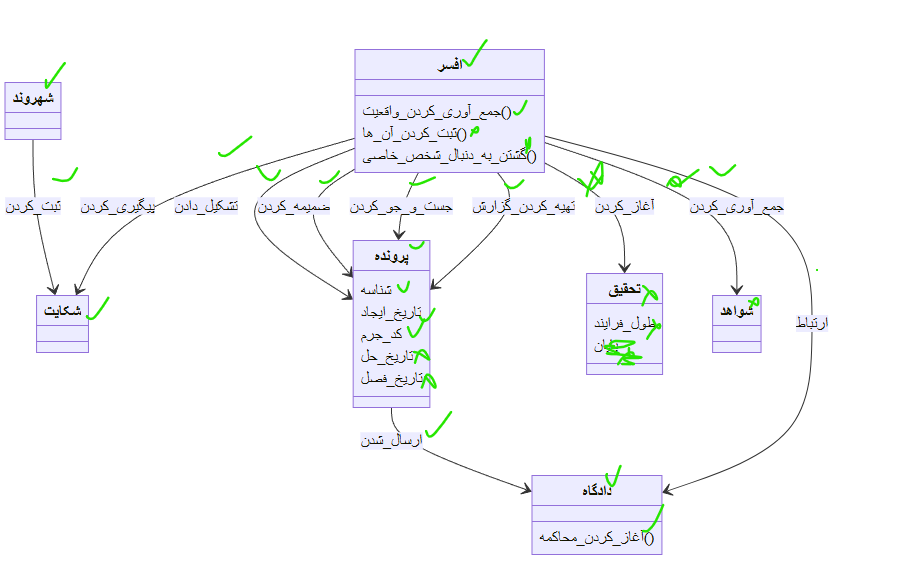 افسر
جمع_آوری_کردن_واقعیت()
ثبت_کردن_آن_ها()
گشتن_به_دنبال_شخص_خاصی()
شهروند
ثبت_کردن
پیگیری_کردن
تشکیل_دادن
ضمیمه_کردن
جست_و_جو_کردن
تهیه_کردن_گزارش
آغاز_کردن
جمع_آوری_کردن
ارتباط
شکایت
پرونده
شناسه
تاریخ_ایجاد
کد_جرم
تاریخ_حل
تاریخ_فصل
تحقیق
طول_فرایند
پایان
شواهد
ارسال_شدن
دادگاه
آغاز_کردن_محاکمه()